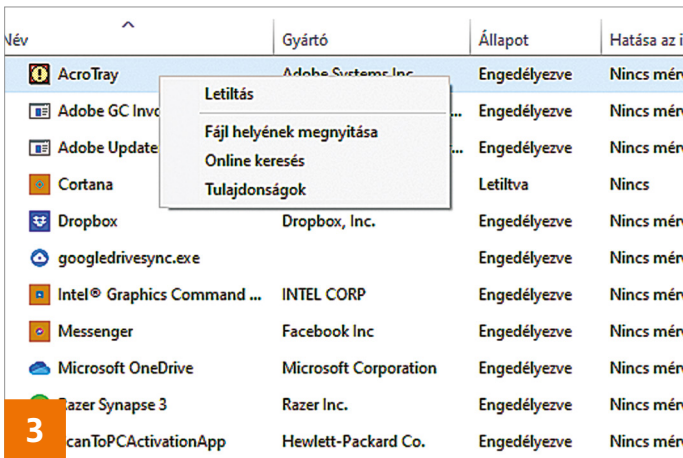 Név Gyártó Állapot Hatása az i
AcroTray Adobe Systems Inc Engedélyezve Nincs mér
Letiltás
Adobe GC Invo ... Engedélyezve Nincs mér
Fájl helyének megnyitása
Adobe Update ... Engedélyezve Nincs mér
Online keresés
Cortana Letiltva Nincs
Tulajdonságok
Dropbox Dropbox, Inc. Engedélyezve Nincs mér
googledrivesync.exe Engedélyezve Nincs mér
Intel® Graphics Command ... INTEL CORP Engedélyezve Nincs mér
Messenger Facebook Inc Engedélyezve Nincs mér
Microsoft OneDrive Microsoft Corporation Engedélyezve Nincs mér
Razer Synapse 3 Razer Inc. Engedélyezve Nincs mér
3 canToPCActivationApp Hewlett-Packard Co. Engedélyezve Nincs mér